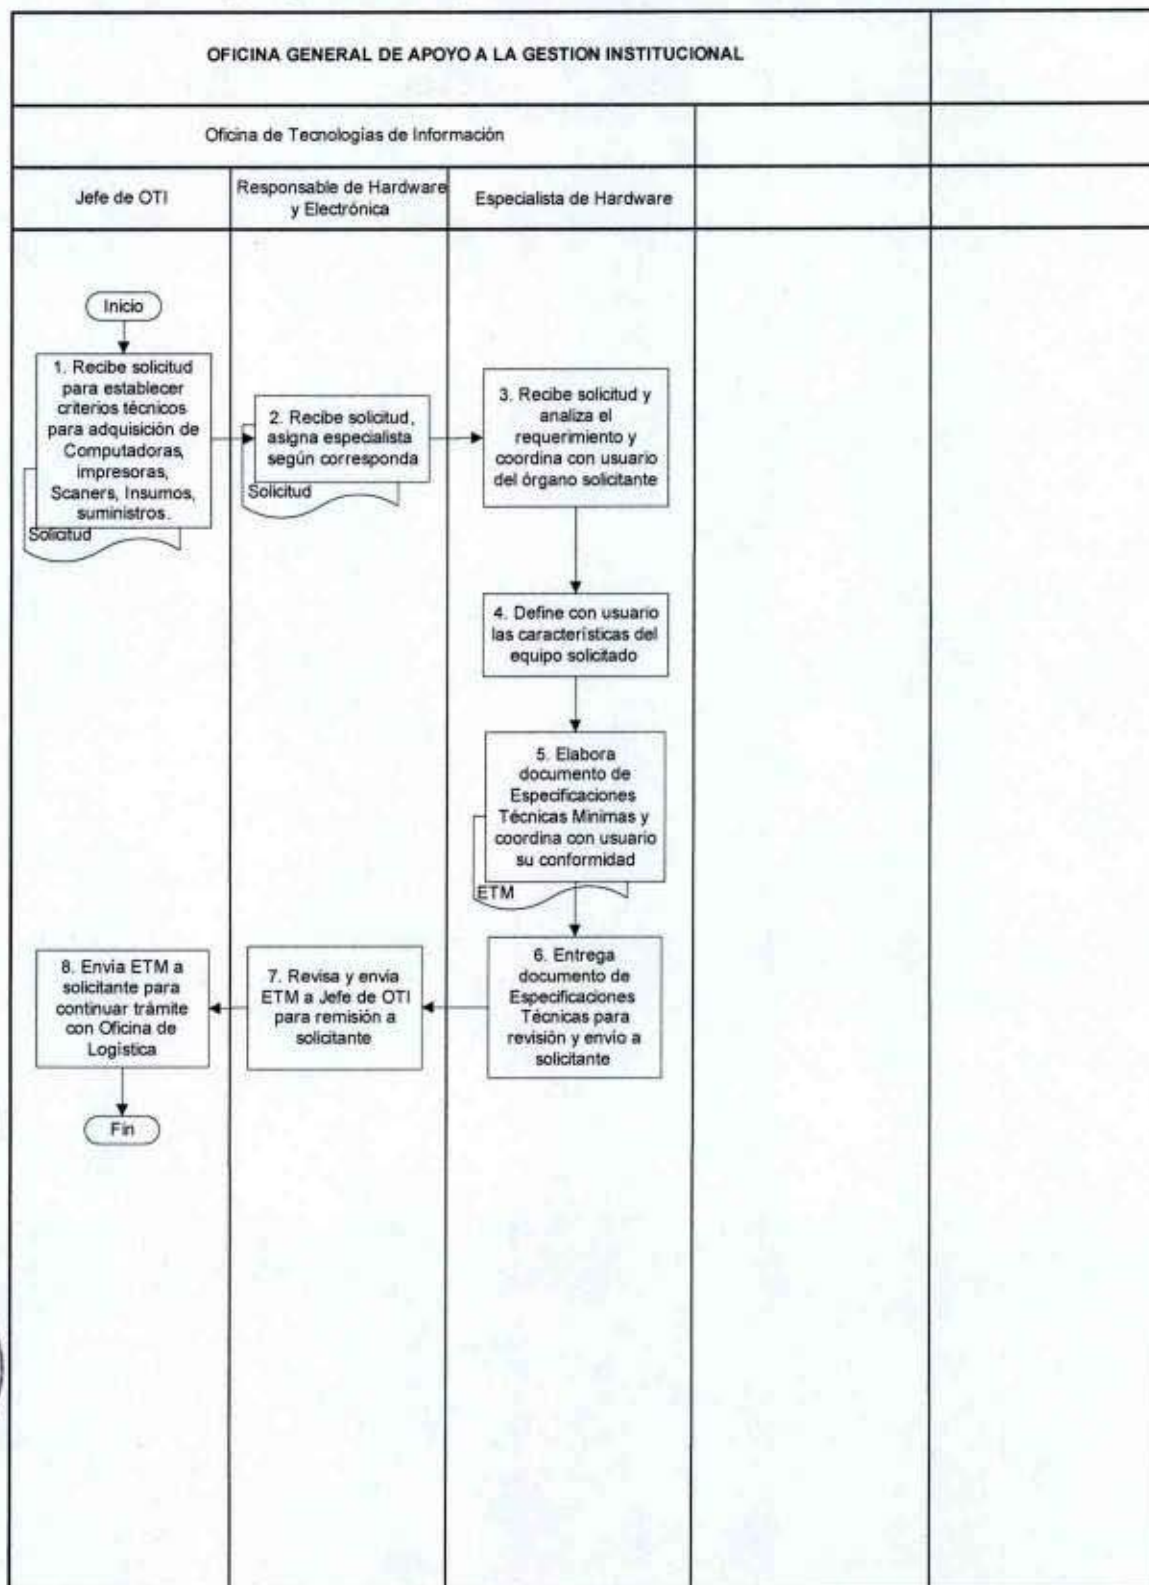 OFICINA GENERAL DE APOYO A LA GESTION INSTITUCIONAL
Oficina de Tecnologías de Información
Jefe de OTI
Responsable de Hardware
y Electrónica
Especialista de Hardware
Inicio
1. Recibe solicitud
para establecer
criterios técnicos
para adquisición de
Computadoras,
impresoras,
Scaners, Insumos,
suministros.
Solicitud
2. Recibe solicitud,
asigna especialista
según corresponda
Solicitud
3. Recibe solicitud y
analiza el
requerimiento y
coordina con usuario
del órgano solicitante
4. Define con usuario
las características del
equipo solicitado
5. Elabora
documento de
Especificaciones
Técnicas Minimas y
coordina con usuario
su conformidad
ETM
6. Entrega
documento de
Especificaciones
Técnicas para
revisión y envío a
solicitante
7. Revisa y envia
ETM a Jefe de OTI
para remisión a
solicitante
8. Envia ETM a
solicitante para
continuar trámite
con Oficina de
Logística
Fin